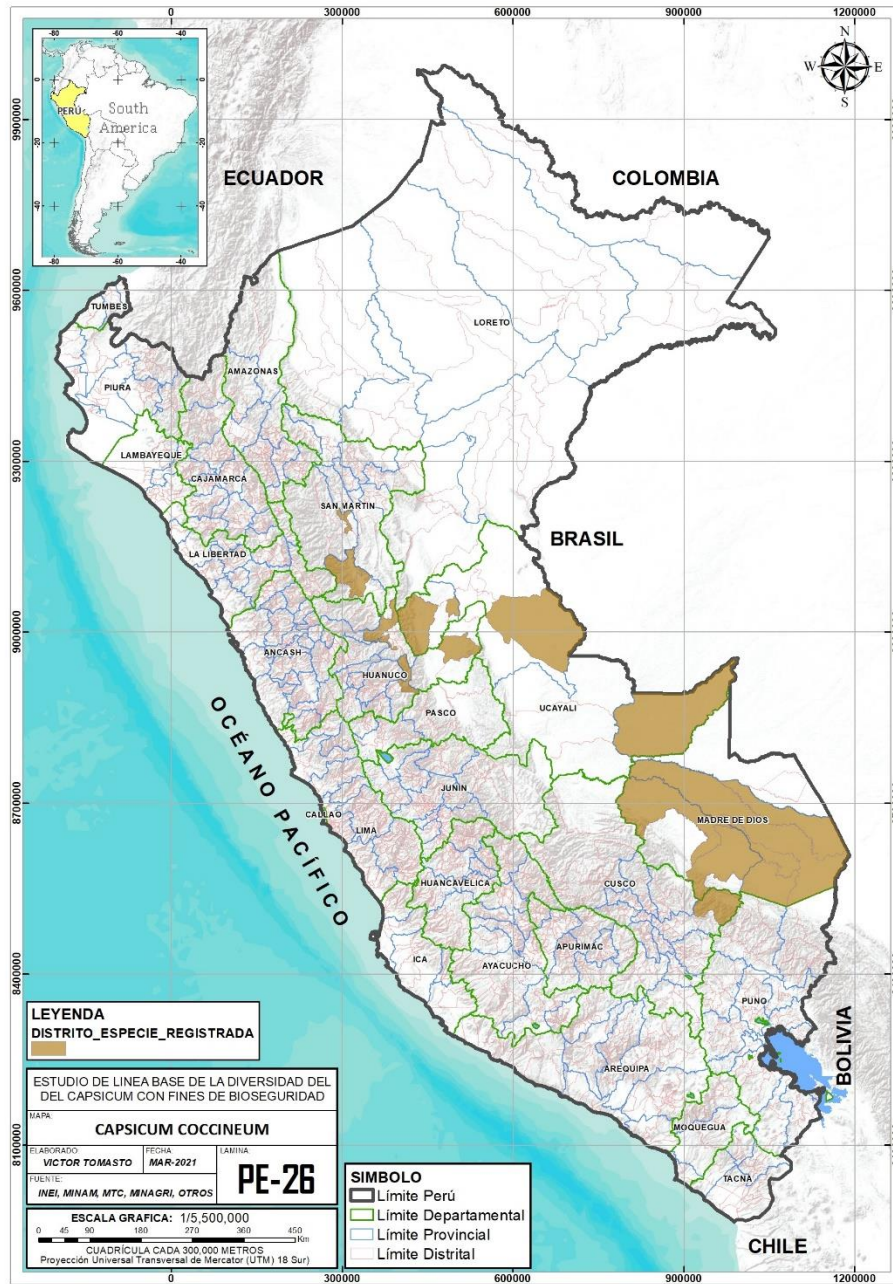 0
300000
600000
900000
1200000
-80
-60
-40
0
-20
-40
PERÚ
South
America
-80
-60
-40
N
W
E
S
9900000
9600000
9300000
9000000
8700000
8400000
8100000
ECUADOR
COLOMBIA
TUMBES
LORETO
PIURA
AMAZONAS
LAMBAYEQUE
CAJAMARCA
SAN MARTIN
LA LIBERTAD
BRASIL
ANCASH
HUANUCO
UCAYALI
PASCO
OCÉANO PACÍFICO
JUNIN
CALLAO
LIMA
MADRE DE DIOS
HUANCAVELICA
CUSCO
ICA
AYACUCHO
APURIMAC
PUNO
AREQUIPA
BOLIVIA
MOQUEGUA
TACNA
CHILE
LEYENDA
DISTRITO_ESPECIE_REGISTRADA
ESTUDIO DE LINEA BASE DE LA DIVERSIDAD DEL
DEL CAPSICUM CON FINES DE BIOSEGURIDAD
MAPA:
CAPSICUM COCCINEUM
ELABORADO
VICTOR TOMASTO
FECHA
MAR-2021
LAMINA:
PE-26
FUENTE:
INEI, MINAM, MTC, MINAGRI, OTROS
ESCALA GRAFICA: 1/5,500,000
0 45 90 180 270 360 450
Km
CUADRÍCULA CADA 300,000 METROS
Proyección Universal Transversal de Mercator (UTM) 18 Sur)
SIMBOLO
Límite Perú
Límite Departamental
Límite Provincial
Límite Distrital
0
300000
600000
900000
1200000